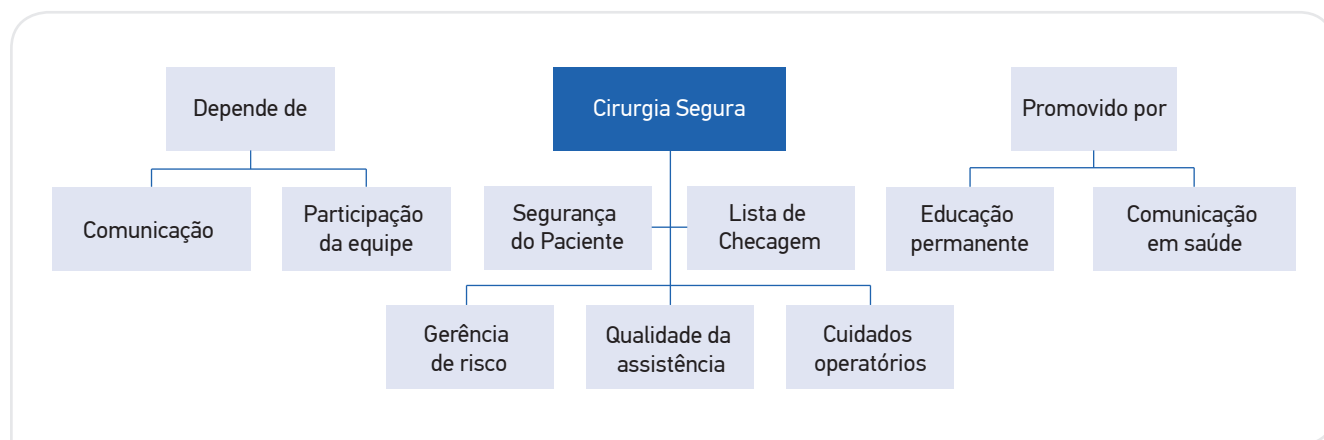 Depende de
Cirurgia Segura
Promovido por
Comunicação
Participação
da equipe
Segurança
do Paciente
Lista de
Checagem
Educação
permanente
Comunicação
em saúde
Gerência
de risco
Qualidade da
assistência
Cuidados
operatórios